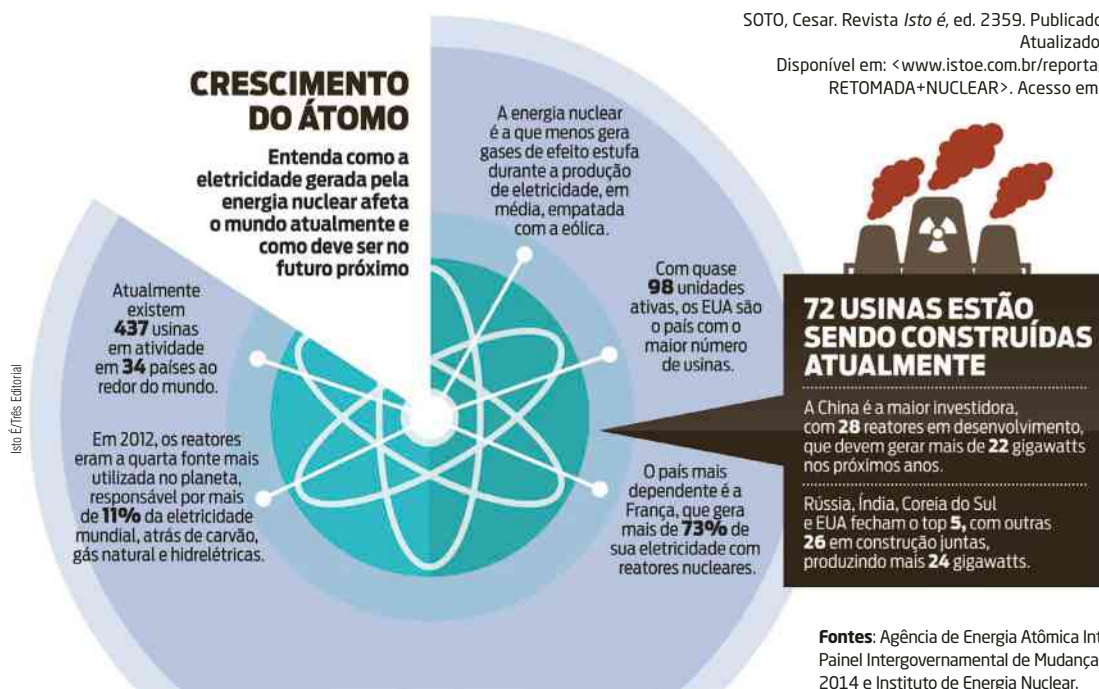 SOTO, Cesar. Revista Isto é, ed. 2359. Publicado
Atualizado
Disponível em: <www.istoe.com.br/reporta
RETOMADA+NUCLEAR>. Acesso em
CRESCIMENTO
DO ÁTOMO
Entenda como a
eletricidade gerada pela
energia nuclear afeta
o mundo atualmente e
como deve ser no
futuro próximo
A energia nuclear
é a que menos gera
gases de efeito estufa
durante a produção
de eletricidade, em
média, empatada
com a eólica.
Atualmente
existem
437 usinas
em atividade
em 34 países ao
redor do mundo.
Com quase
98 unidades
ativas, os EUA são
o país com o
maior número
de usinas.
Em 2012, os reatores
eram a quarta fonte mais
utilizada no planeta,
responsável por mais
de 11% da eletricidade
mundial, atrás de carvão,
gás natural e hidrelétricas.
O país mais
dependente é a
França, que gera
mais de 73% de
sua eletricidade com
reatores nucleares.
72 USINAS ESTÃO
SENDO CONSTRUÍDAS
ATUALMENTE
A China é a maior investidora,
com 28 reatores em desenvolvimento,
que devem gerar mais de 22 gigawatts
nos próximos anos.
Rússia, Índia, Coreia do Sul
e EUA fecham o top 5, com outras
26 em construção juntas,
produzindo mais 24 gigawatts.
Isto É/Três Editorial
Fontes: Agência de Energia Atômica Int
Painel Intergovernamental de Mudança
2014 e Instituto de Energia Nuclear.